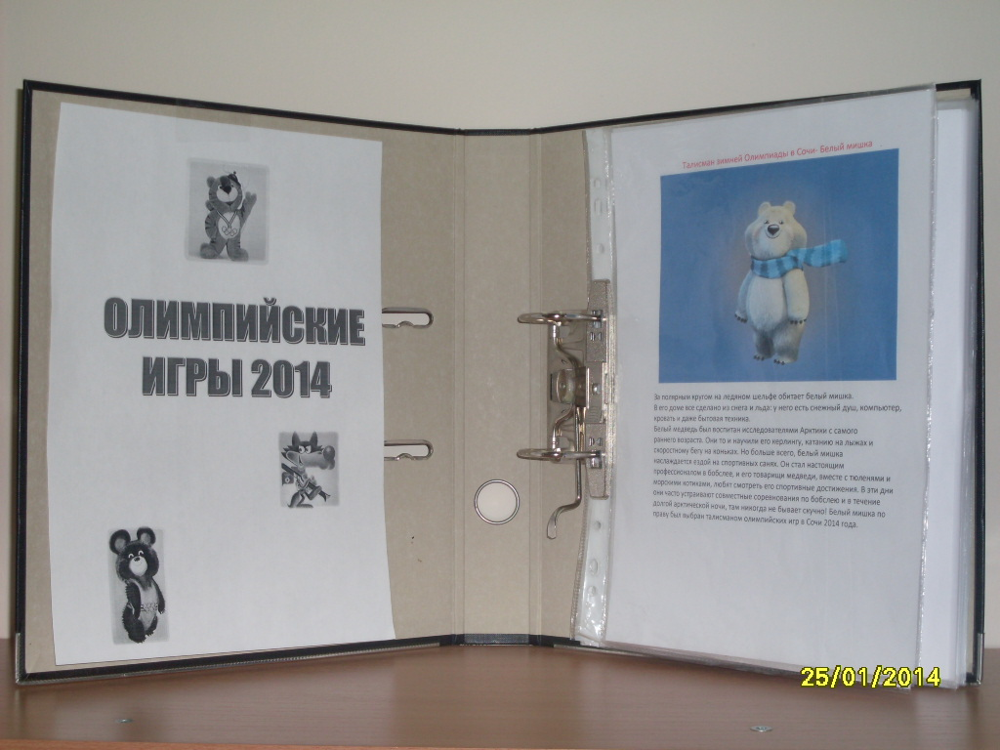 ОЛИМПИЙСКИЕ
ИГРЫ 2014
Талисман зимней Олимпиады в Сочи- Белый мишка
За полярным кругом на ледяном шельфе обитает белый мишка.
В его доме все сделано из снега и льда: у него есть снежный душ, компьютер,
кровать и даже бытовая техника.
Белый медведь был воспитан исследователями Арктики с самого
раннего возраста. Они то и научили его керлингу, катанию на лыжах и
скоростному бегу на коньках. Но больше всего, белый мишка
наслаждается ездой на спортивных санях. Он стал настоящим
профессионалом в бобслее, и его товарищи медведи, вместе с тюленями и
морскими котиками, любят смотреть его спортивные достижения. В эти дни
они часто устраивают совместные соревнования по бобслею и в течение
долгой арктической ночи, там никогда не бывает скучно! Белый мишка по
праву был выбран талисманом олимпийских игр в Сочи 2014 года.
25/01/2014